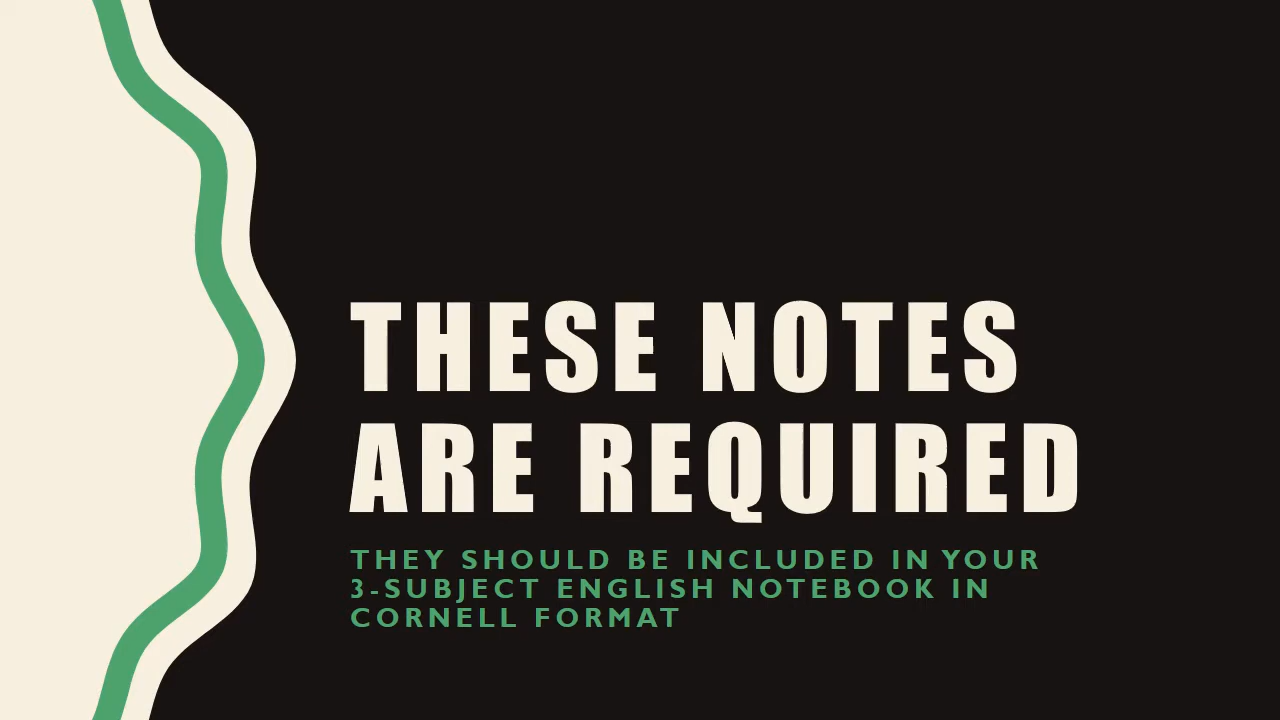 THESE NOTES
ARE REQUIRED
THEY SHOULD BE INCLUDED IN YOUR
3-SUBJECT ENGLISH NOTEBOOK IN
CORNELL FORMAT